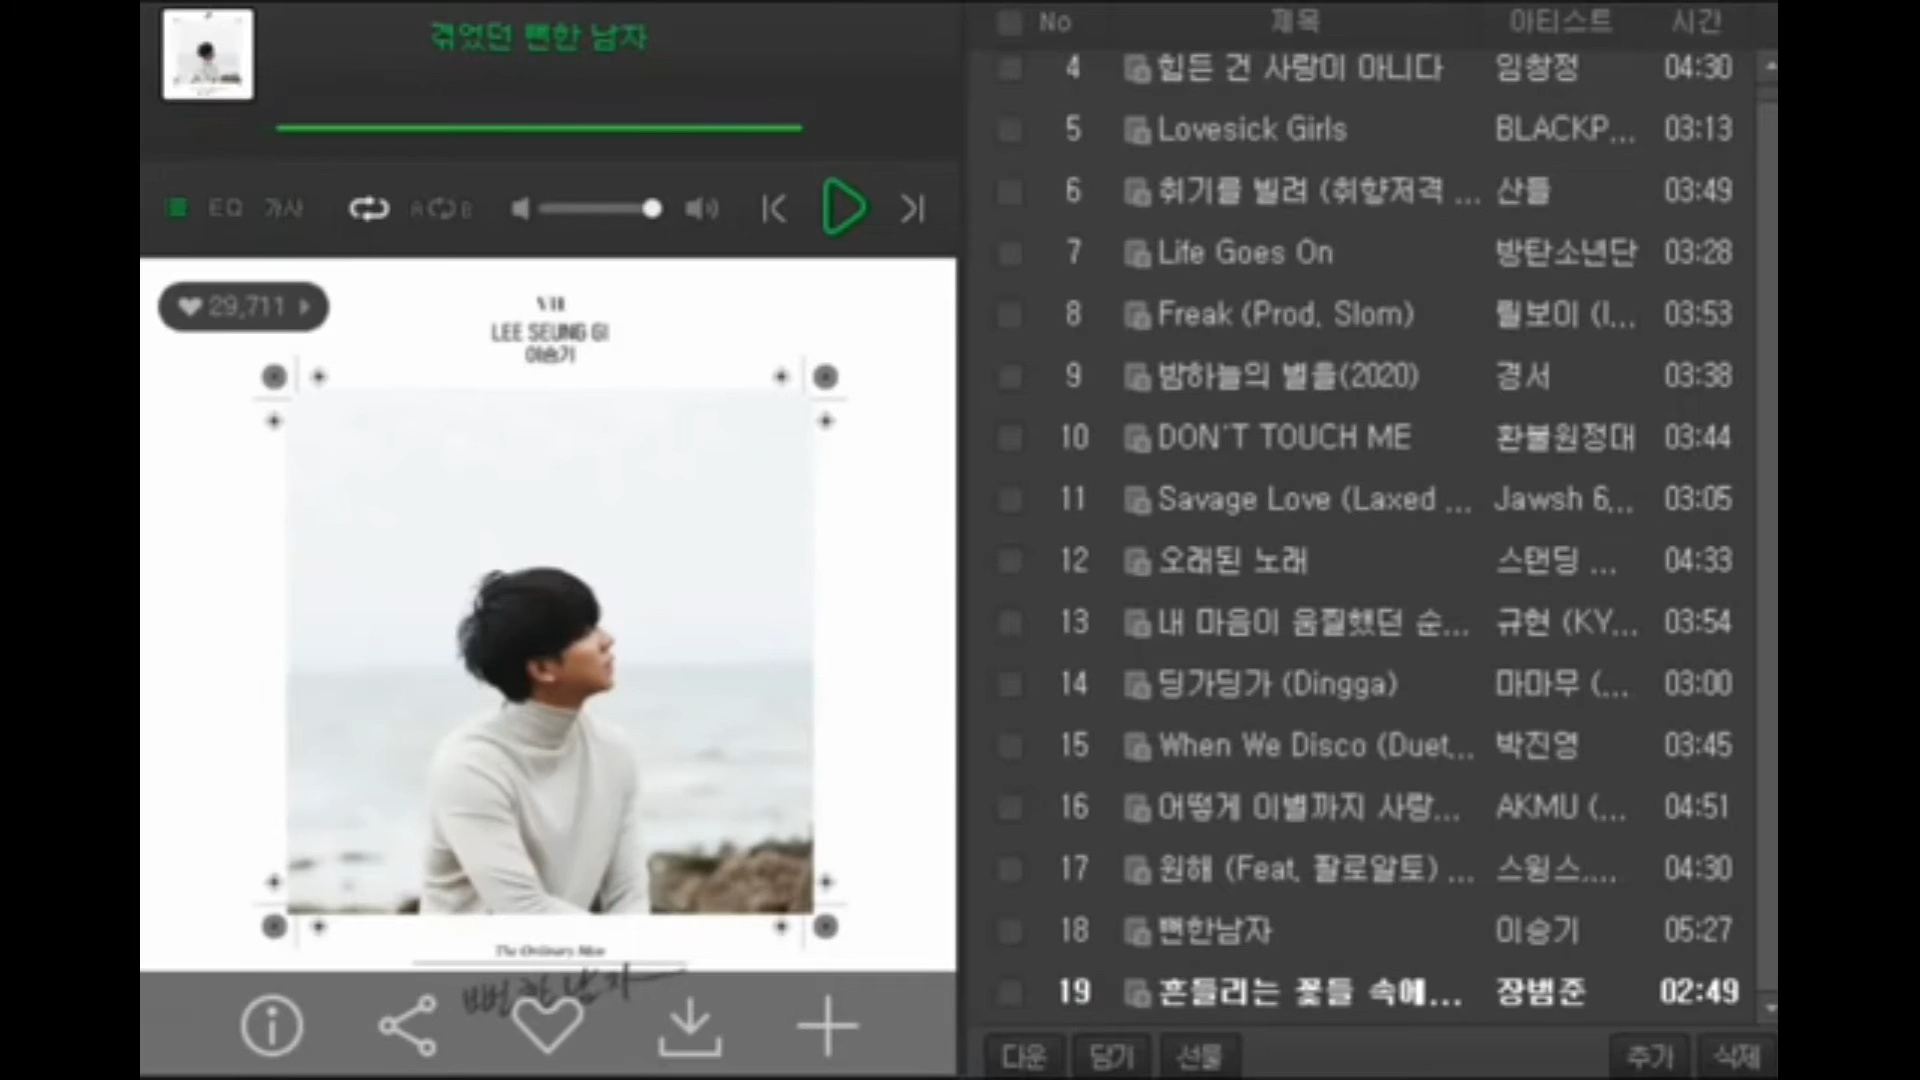 겪었던 뻔한 남자
EQ 가사 A B
29,711
VII
LEE SEUNG GI
이승기
The Ordinary Man
뻔한 남자
No 제목 아티스트 시간
4 힘든 건 사랑이 아니다 임창정 04:30
5 Lovesick Girls BLACKP... 03:13
6 취기를 빌려 (취향저격 ... 산들 03:49
7 Life Goes On 방탄소년단 03:28
8 Freak (Prod. Slom) 릴보이 (l... 03:53
9 밤하늘의 별을(2020) 경서 03:38
10 DON'T TOUCH ME 환불원정대 03:44
11 Savage Love (Laxed ... Jawsh 6... 03:05
12 오래된 노래 스탠딩 ... 04:33
13 내 마음이 움찔했던 순... 규현 (KY... 03:54
14 딩가딩가 (Dingga) 마마무 (... 03:00
15 When We Disco (Duet... 박진영 03:45
16 어떻게 이별까지 사랑... AKMU (... 04:51
17 원해 (Feat. 팔로알토) ... 스윙스.... 04:30
18 뻔한남자 이승기 05:27
19 흔들리는 꽃들 속에... 장범준 02:49
다운 담기 선물 추가 삭제